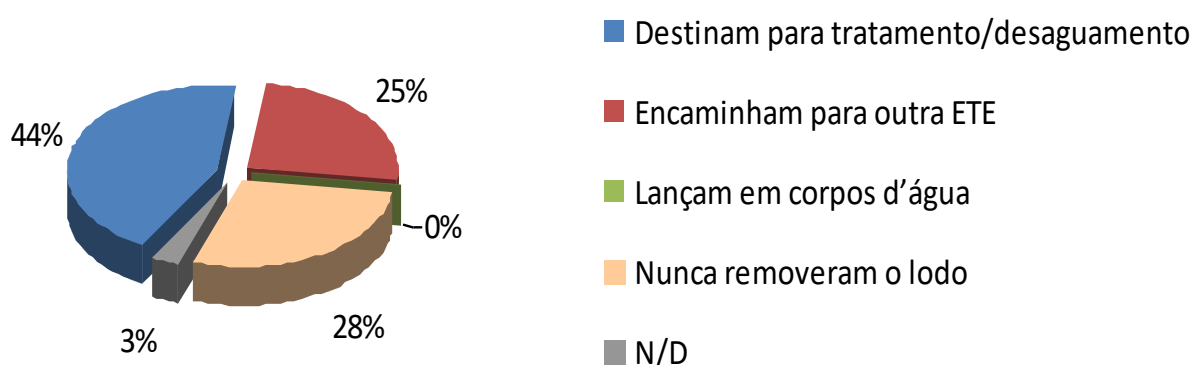 44%
25%
0%
28%
3%
Destinam para tratamento/desaguamento
Encaminham para outra ETE
Lançam em corpos d’água
Nunca removeram o lodo
N/D